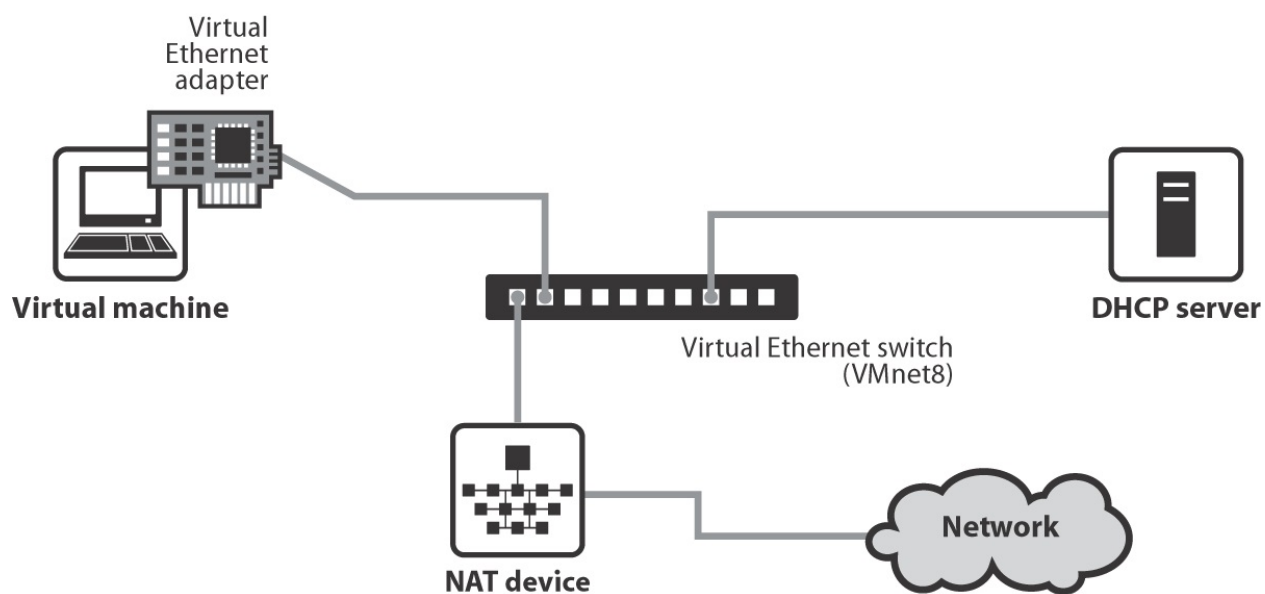 Virtual
Ethernet
adapter
Virtual machine
DHCP server
Virtual Ethernet switch
(VMnet8)
Network
NAT device